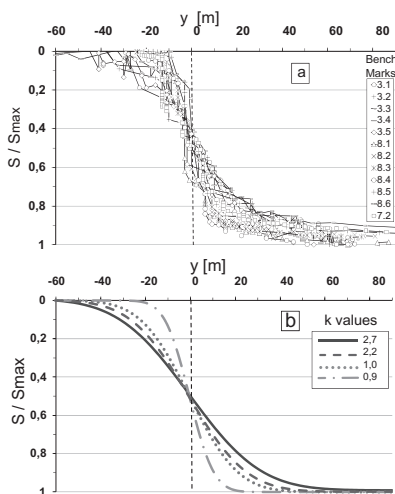 y [m]
-60 -40 -20 0 20 40 60 80
0
0,2
0,4
0,6
0,8
1
S / Smax
a
Bench
Marks
3.1
3.2
3.3
3.4
3.5
8.1
8.2
8.3
8.4
8.5
8.6
7.2
y [m]
-60 -40 -20 0 20 40 60 80
0
0,2
0,4
0,6
0,8
1
S / Smax
b
k values
2,7
2,2
1,0
0,9